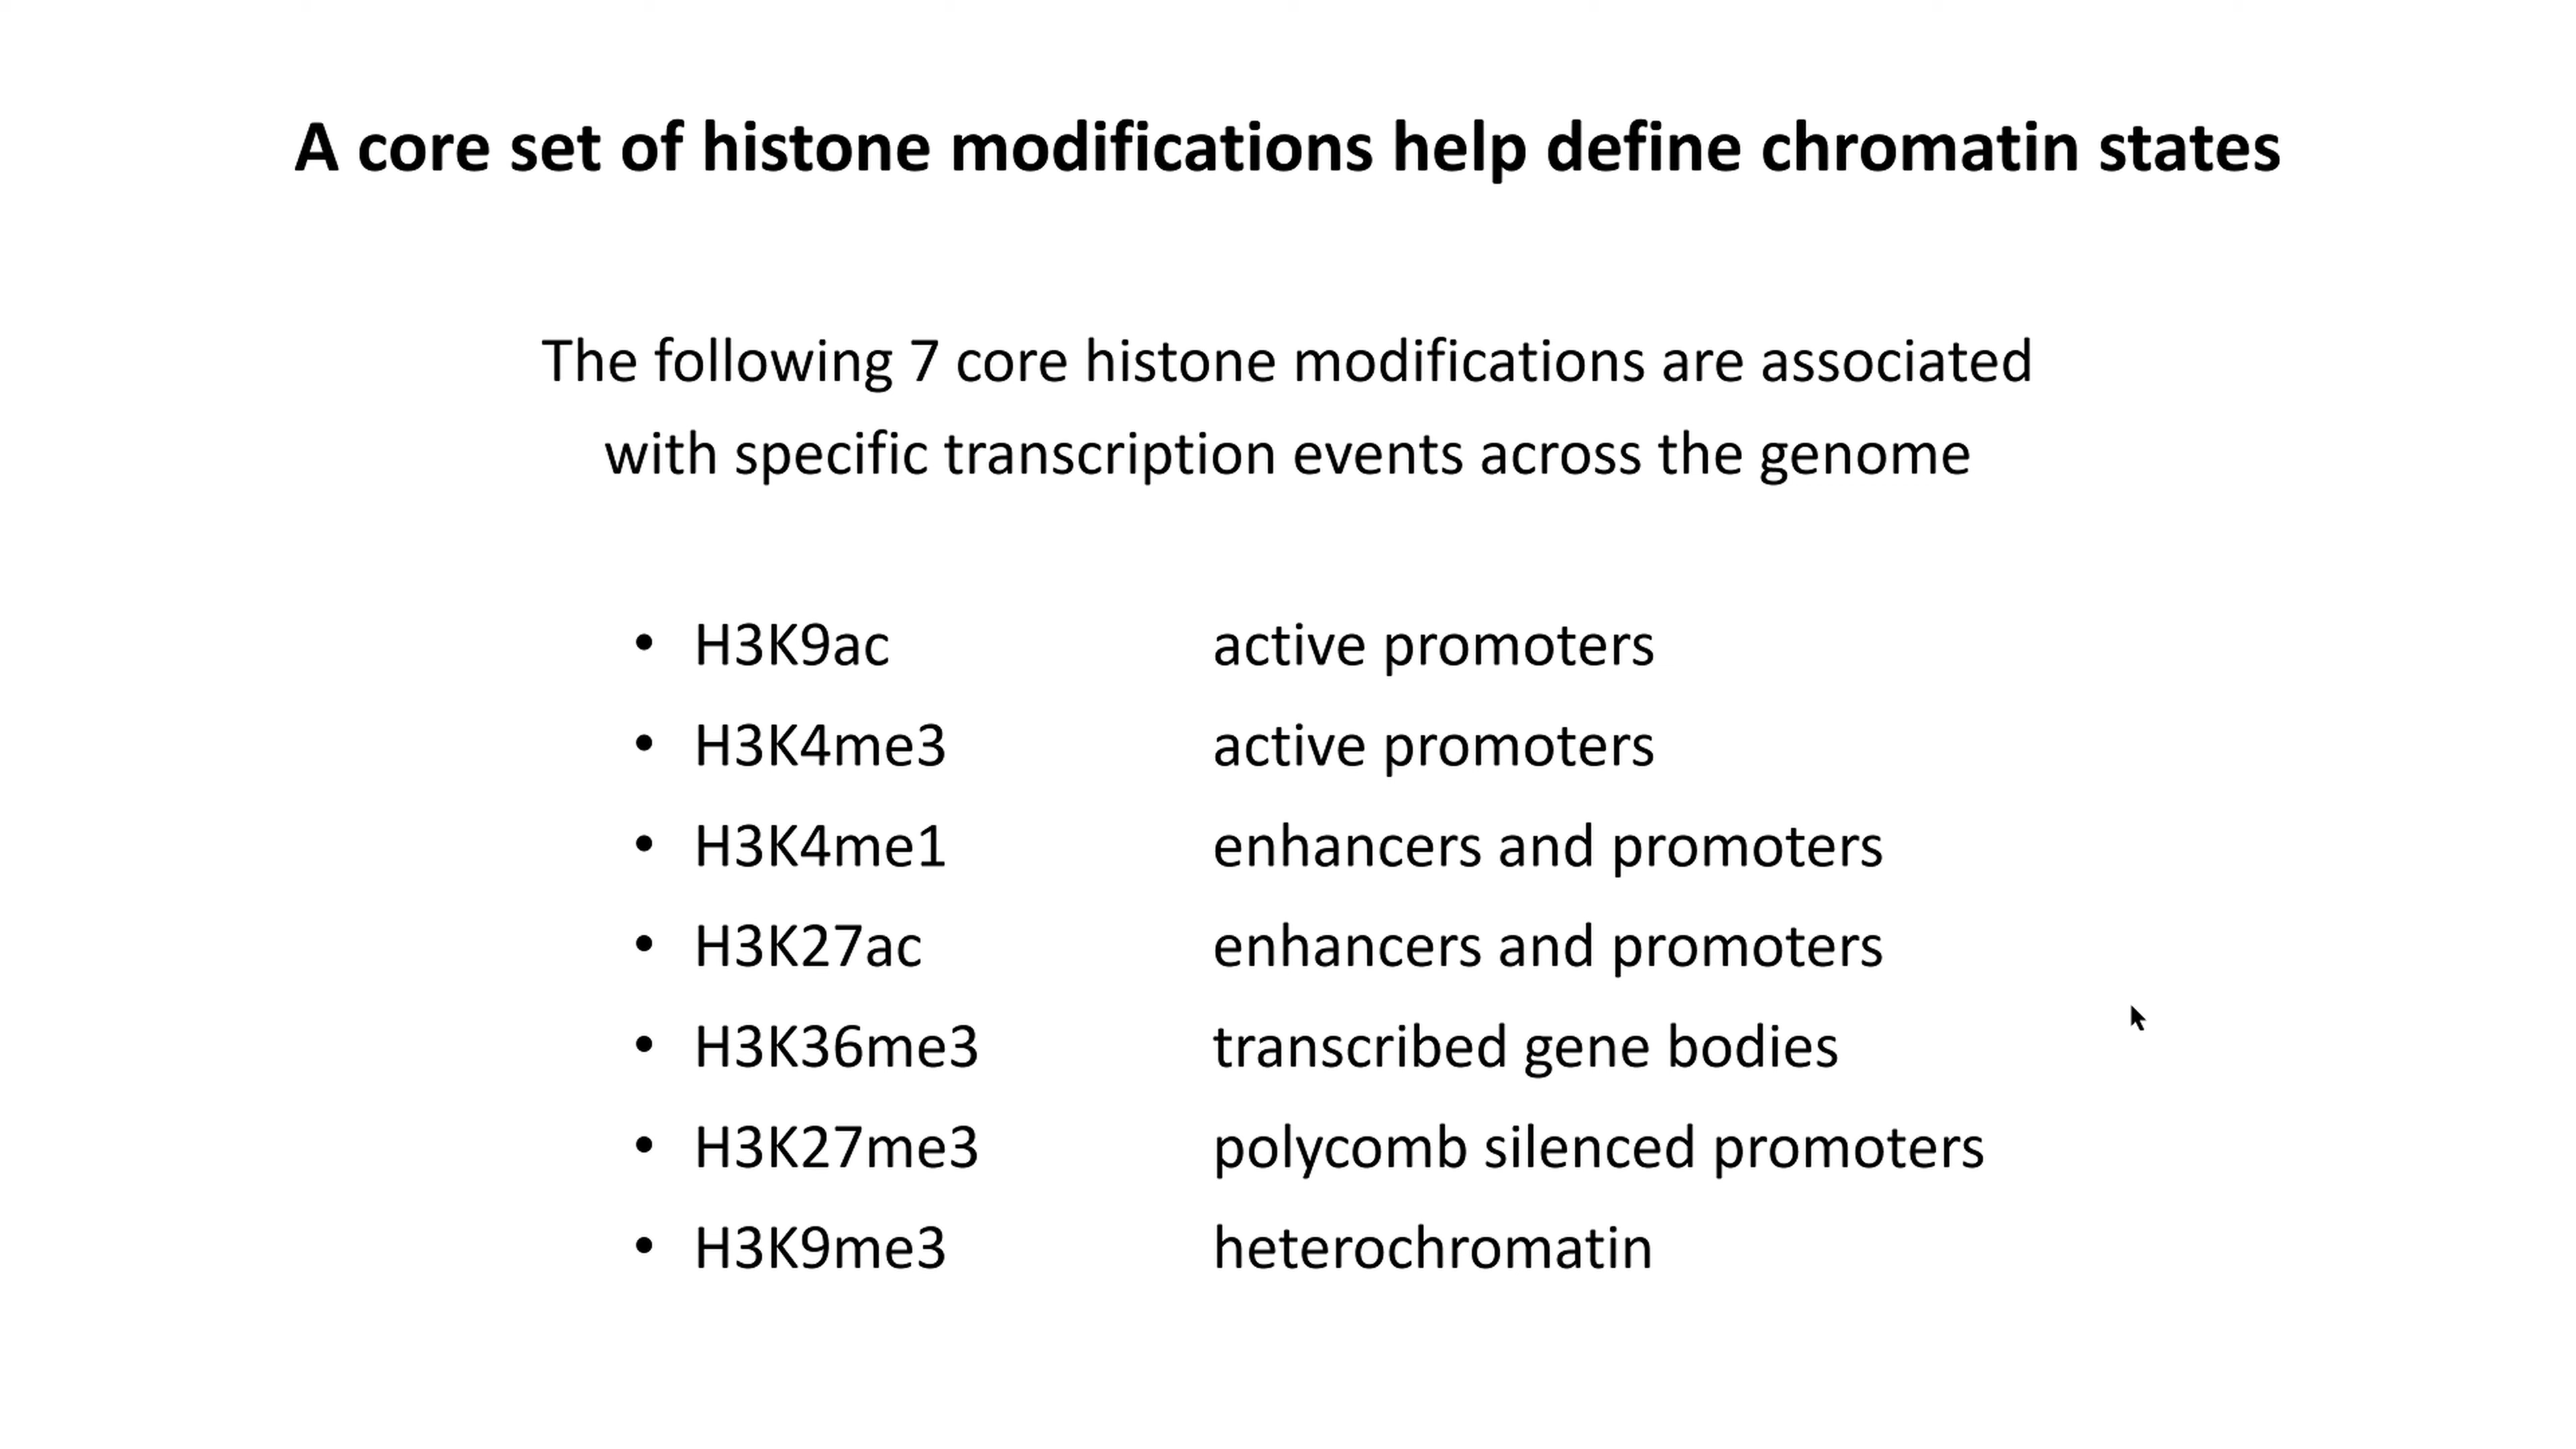 A core set of histone modifications help define chromatin states
The following 7 core histone modifications are associated
with specific transcription events across the genome
• H3K9ac active promoters
• H3K4me3 active promoters
• H3K4me1 enhancers and promoters
• H3K27ac enhancers and promoters
• H3K36me3 transcribed gene bodies
• H3K27me3 polycomb silenced promoters
• H3K9me3 heterochromatin